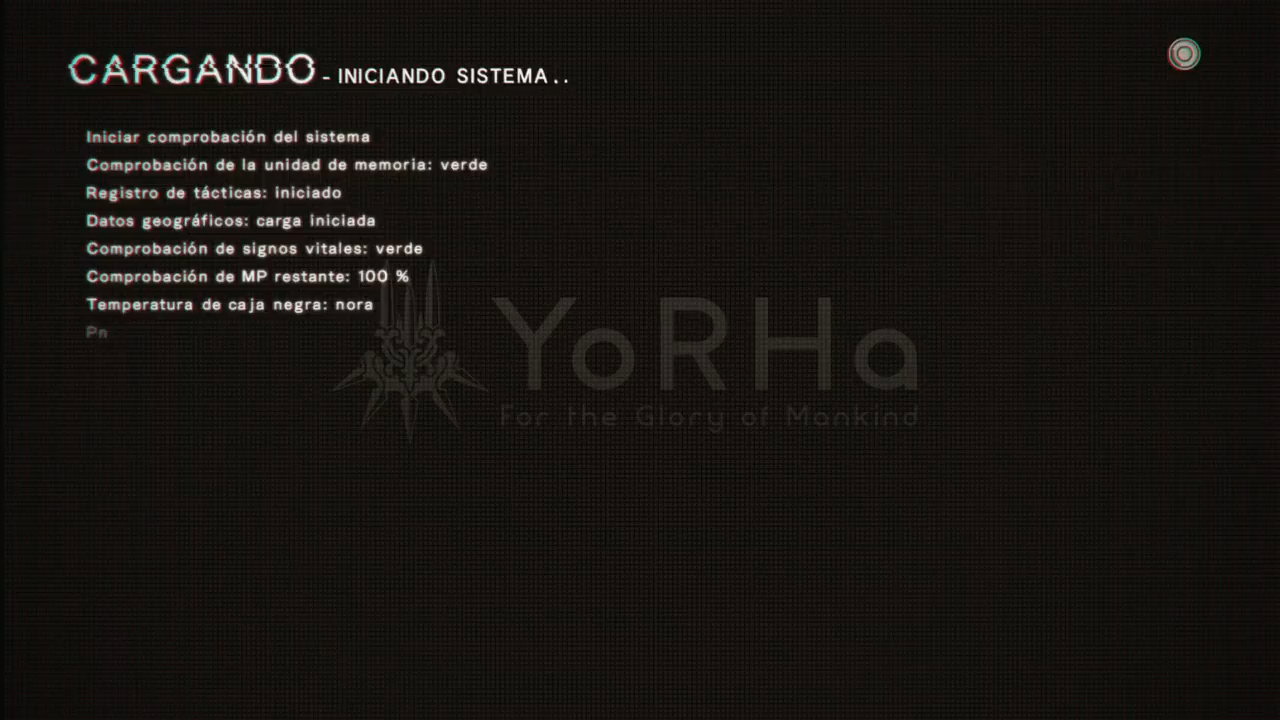 CARGANDO - INICIANDO SISTEMA..
Iniciar comprobación del sistema
Comprobación de la unidad de memoria: verde
Registro de tácticas: iniciado
Datos geográficos: carga iniciada
Comprobación de signos vitales: verde
Comprobación de MP restante: 100 %
Temperatura de caja negra: nora
Pn
YoRHa
For the Glory of Mankind